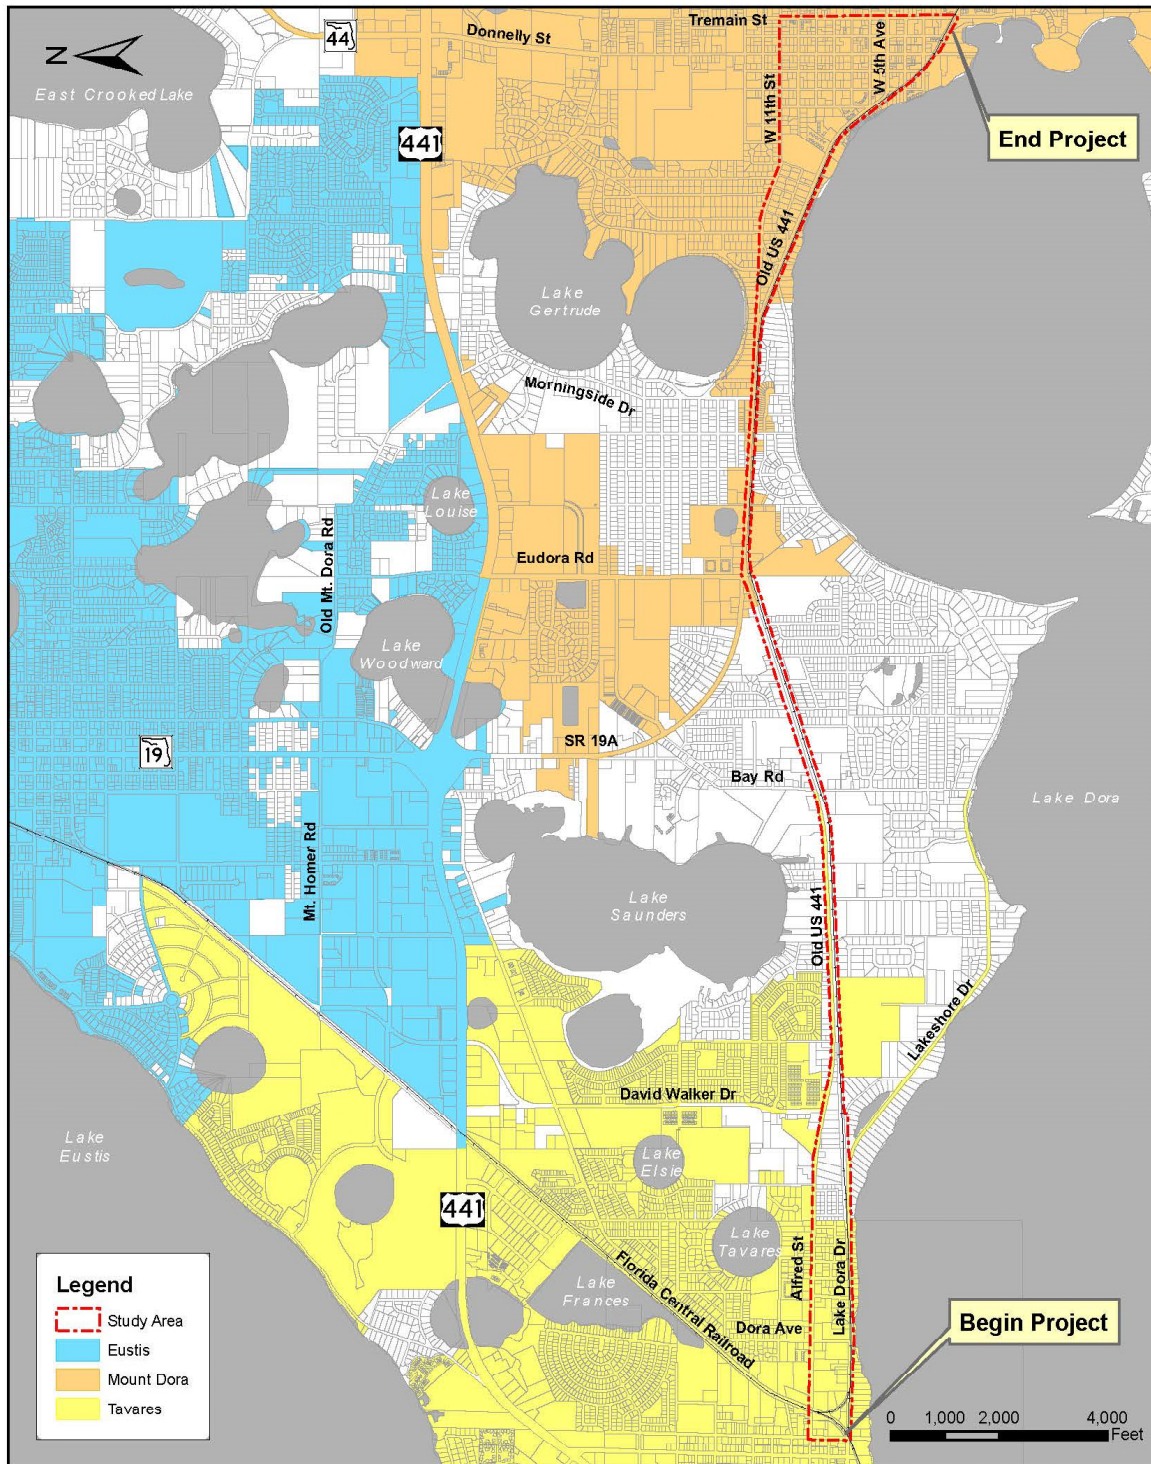 Tremain St
44
Donnelly St
N
East Crooked Lake
W 5th Ave
W 11th St
441
End Project
Old US 441
Lake
Gertrude
Morningside Dr
Lake
Louise
Old Mt. Dora Rd
Eudora Rd
Lake
Woodward
SR 19A
19
Bay Rd
Lake Dora
Mt. Homer Rd
Lake
Saunders
Old US 441
Lakeshore Dr
David Walker Dr
Lake
Eustis
Lake
Elsie
441
Lake
Tavares
Alfred St
Lake Dora Dr
Florida Central Railroad
Lake
Frances
Dora Ave
Begin Project
Legend
Study Area
Eustis
Mount Dora
Tavares
0 1,000 2,000 4,000
Feet